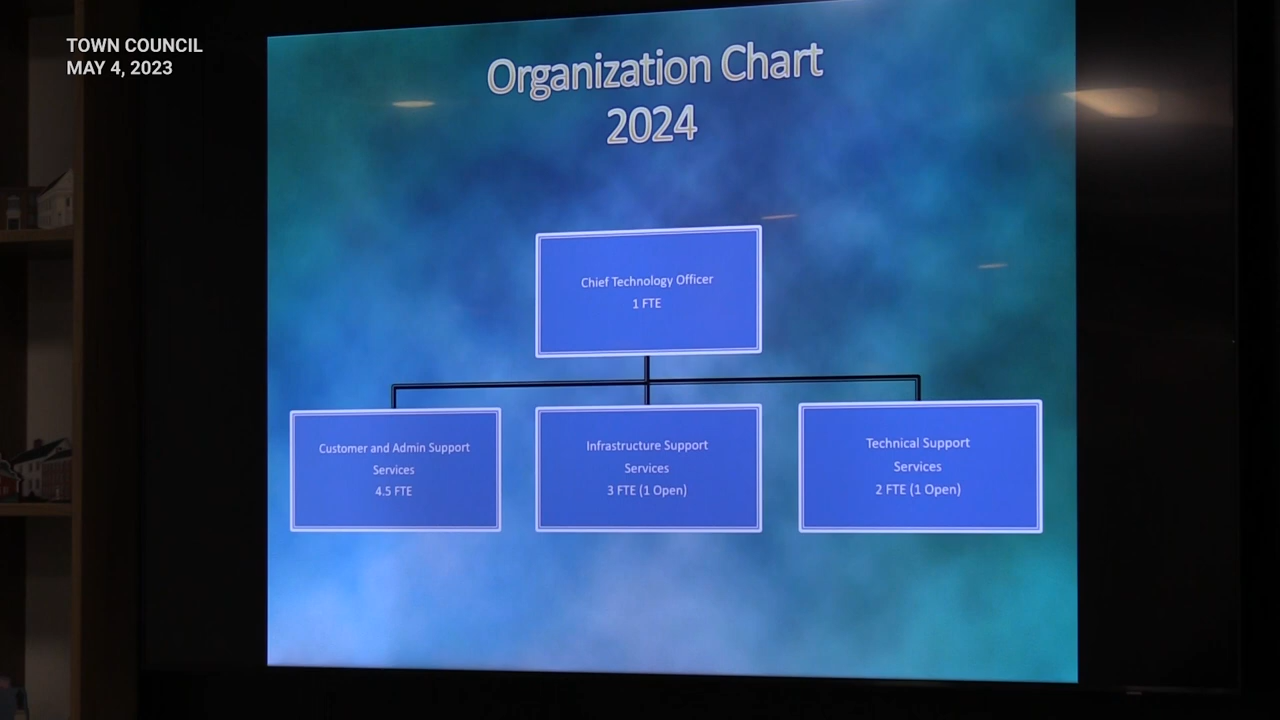 TOWN COUNCIL
MAY 4, 2023
Organization Chart
2024
Chief Technology Officer
1 FTE
Customer and Admin Support
Services
4.5 FTE
Infrastructure Support
Services
3 FTE (1 Open)
Technical Support
Services
2 FTE (1 Open)